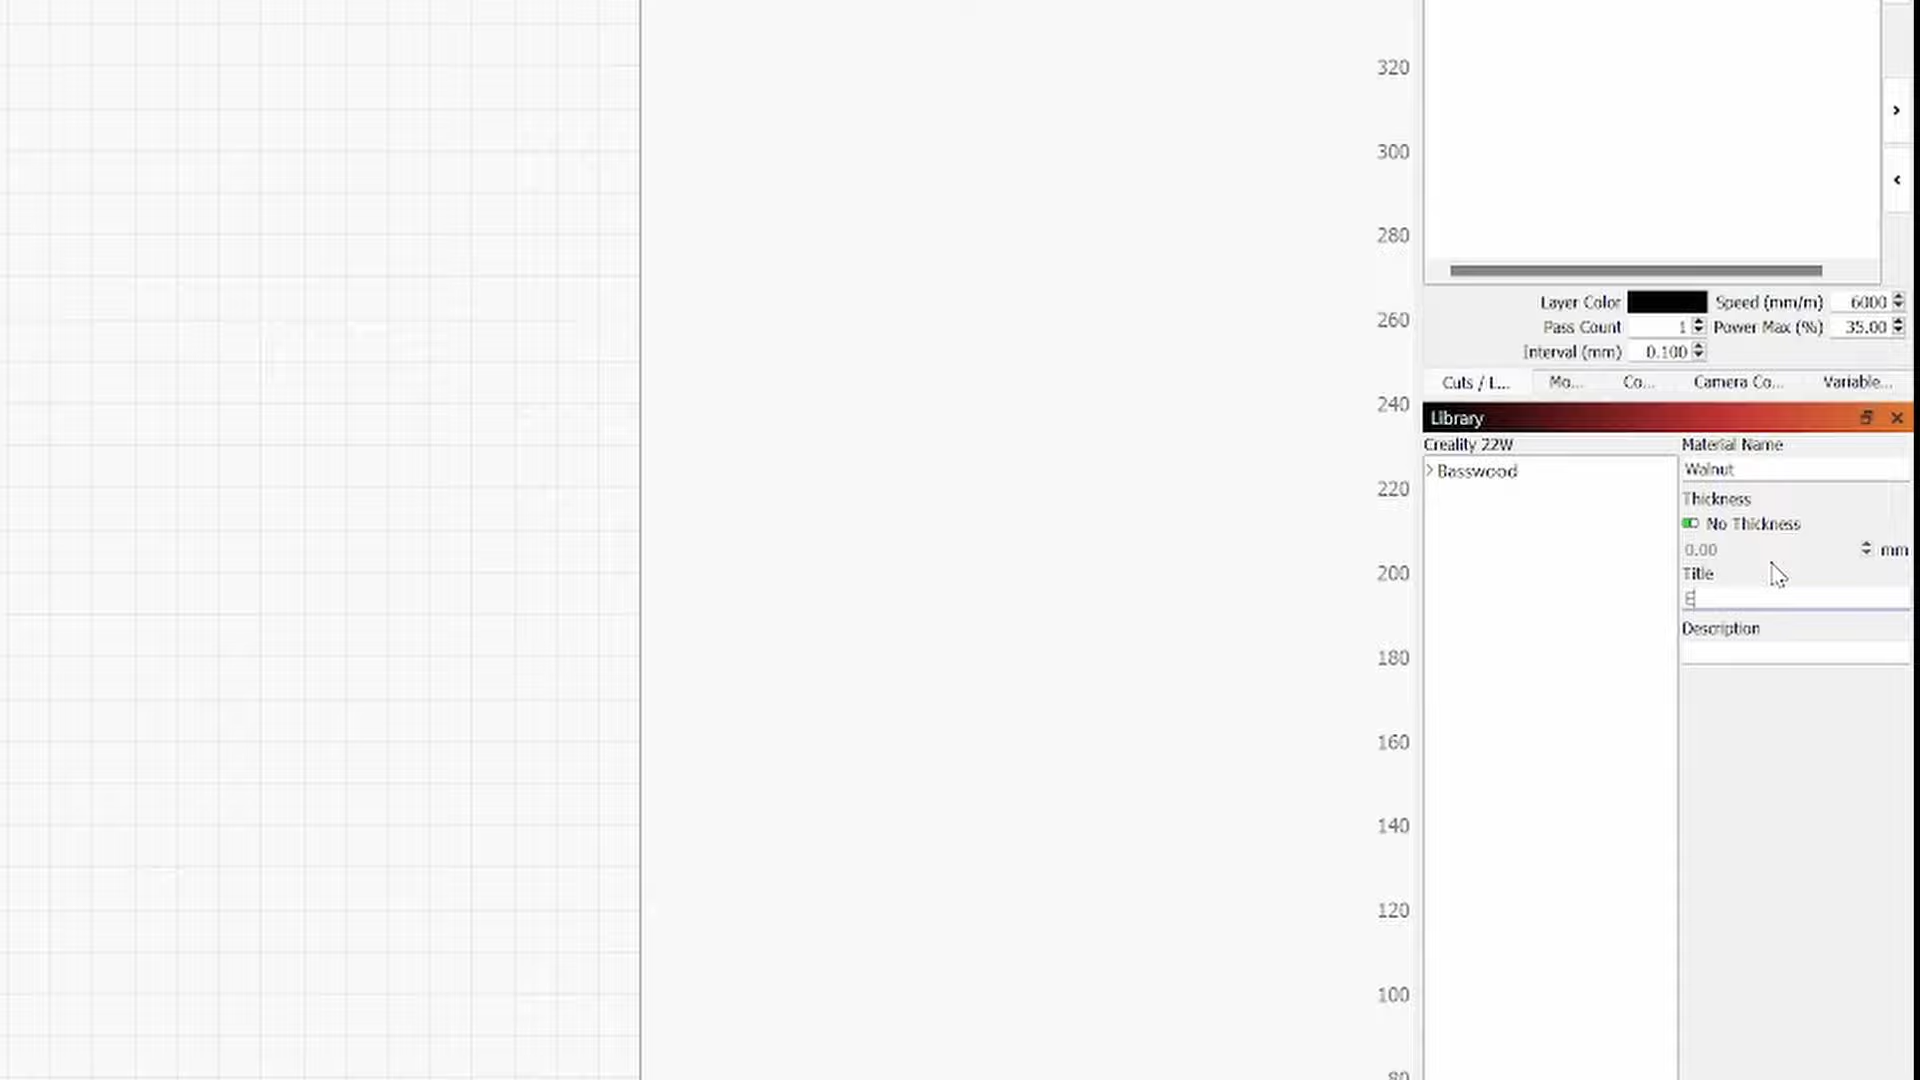 320
300
280
260
240
220
200
180
160
140
120
100
80
Layer Color Speed (mm/m) 6000
Pass Count 1 Power Max (%) 35.00
Interval (mm) 0.100
Cuts / L... Mo... Co... Camera Co... Variable...
Library
Creality 22W
> Basswood
Material Name
Walnut
Thickness
No Thickness
0.00 mm
Title
E
Description